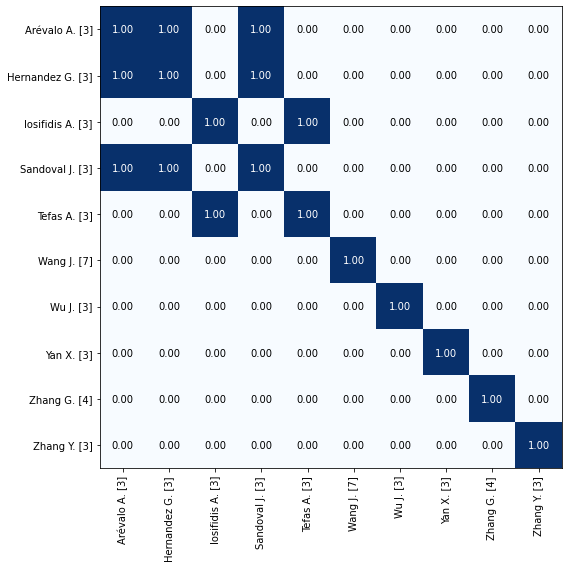 Arévalo A. [3] 1.00 1.00 0.00 1.00 0.00 0.00 0.00 0.00 0.00 0.00
Hernandez G. [3] 1.00 1.00 0.00 1.00 0.00 0.00 0.00 0.00 0.00 0.00
Iosifidis A. [3] 0.00 0.00 1.00 0.00 1.00 0.00 0.00 0.00 0.00 0.00
Sandoval J. [3] 1.00 1.00 0.00 1.00 0.00 0.00 0.00 0.00 0.00 0.00
Tefas A. [3] 0.00 0.00 1.00 0.00 1.00 0.00 0.00 0.00 0.00 0.00
Wang J. [7] 0.00 0.00 0.00 0.00 0.00 1.00 0.00 0.00 0.00 0.00
Wu J. [3] 0.00 0.00 0.00 0.00 0.00 0.00 1.00 0.00 0.00 0.00
Yan X. [3] 0.00 0.00 0.00 0.00 0.00 0.00 0.00 1.00 0.00 0.00
Zhang G. [4] 0.00 0.00 0.00 0.00 0.00 0.00 0.00 0.00 1.00 0.00
Zhang Y. [3] 0.00 0.00 0.00 0.00 0.00 0.00 0.00 0.00 0.00 1.00
Arévalo A. [3]
Hernandez G. [3]
Iosifidis A. [3]
Sandoval J. [3]
Tefas A. [3]
Wang J. [7]
Wu J. [3]
Yan X. [3]
Zhang G. [4]
Zhang Y. [3]